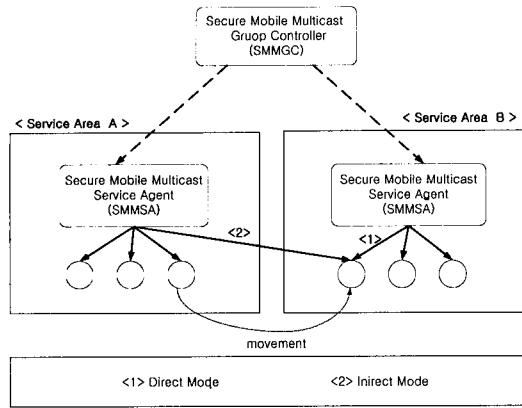 Secure Mobile Multicast
Gruop Controller
(SMMGC)
< Service Area A >
< Service Area B >
Secure Mobile Multicast
Service Agent
(SMMSA)
Secure Mobile Multicast
Service Agent
(SMMSA)
<2>
<1>
movement
<1> Direct Mode
<2> Inirect Mode